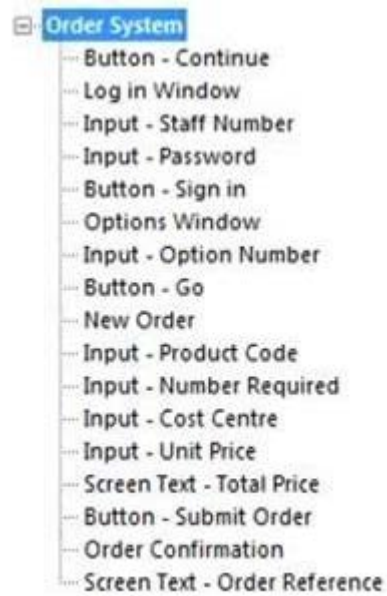 Order System
Button - Continue
Log in Window
Input - Staff Number
Input - Password
Button - Sign in
Options Window
Input - Option Number
Button - Go
New Order
Input - Product Code
Input - Number Required
Input - Cost Centre
Input - Unit Price
Screen Text - Total Price
Button - Submit Order
Order Confirmation
Screen Text - Order Reference